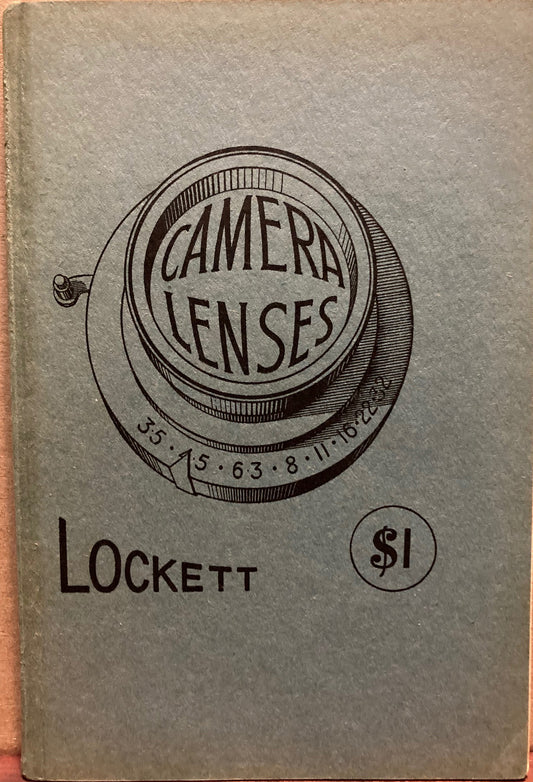 CAMERA
LENSES
3·5 · 4·5 · 6·3 · 8 · 11 · 16 · 22 · 32
LOCKETT
$1